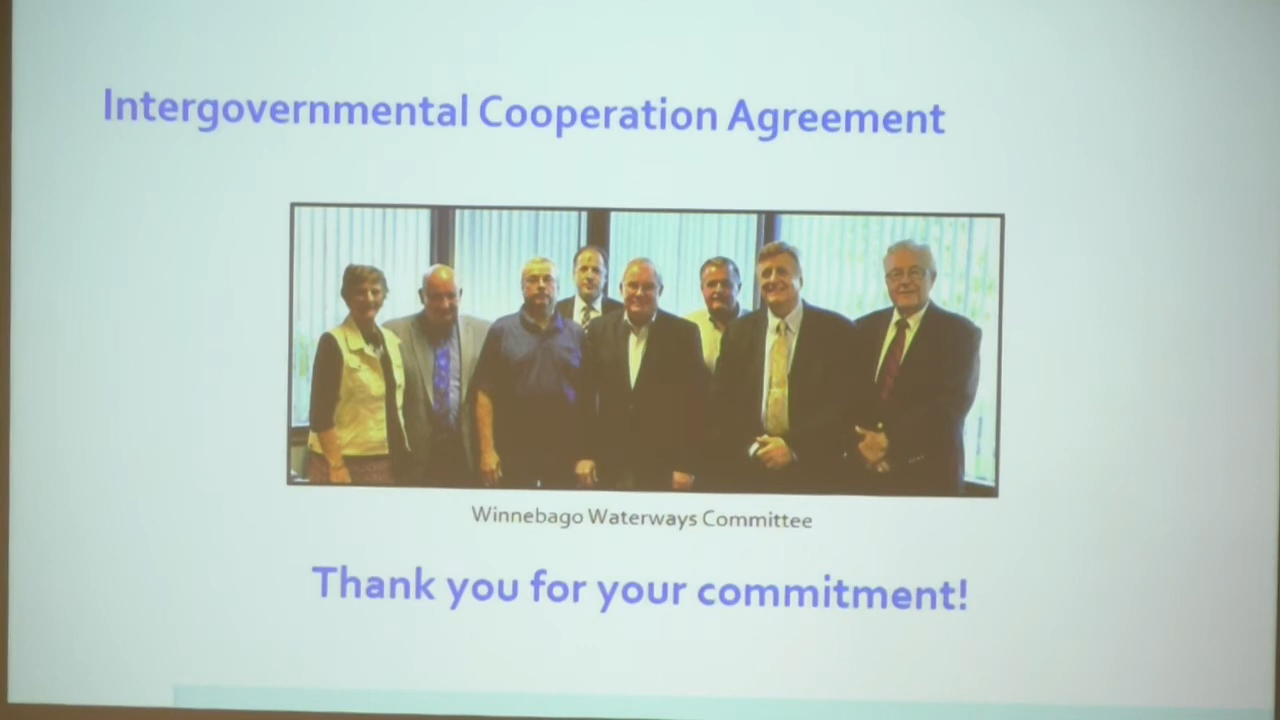 Intergovernmental Cooperation Agreement
Winnebago Waterways Committee
Thank you for your commitment!